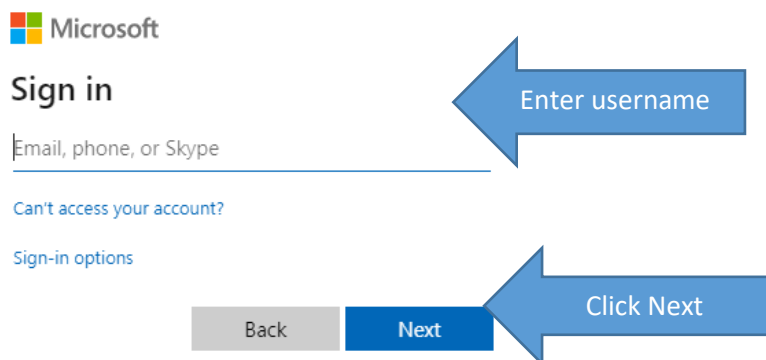 Microsoft
Sign in
Enter username
Email, phone, or Skype
Can't access your account?
Sign-in options
Click Next
Back
Next